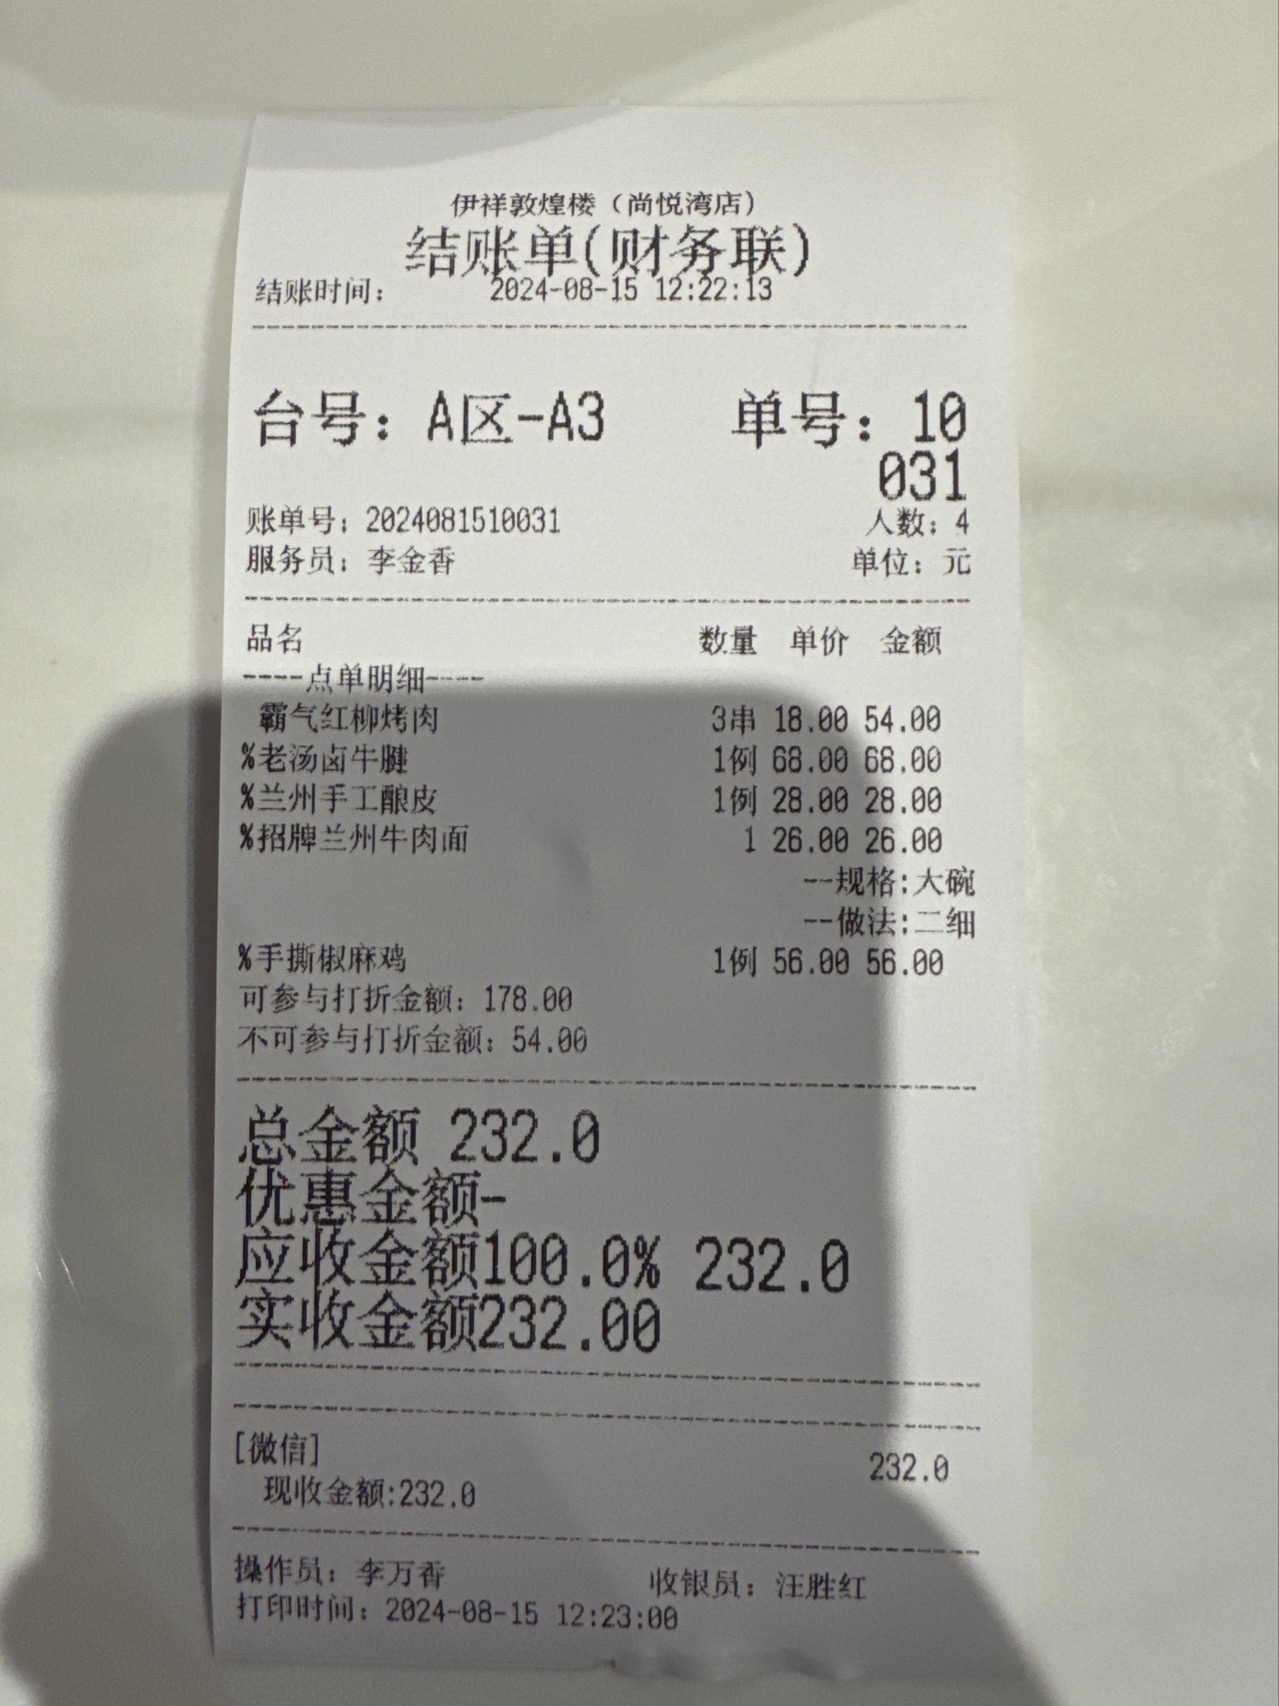 伊祥敦煌楼（尚悦湾店）
结账单(财务联)
结账时间： 2024-08-15 12:22:13
台号：A区-A3 单号：10
031
账单号：2024081510031 人数：4
服务员：李金香 单位：元
品名 数量 单价 金额
----点单明细----
霸气红柳烤肉 3串 18.00 54.00
%老汤卤牛腱 1例 68.00 68.00
%兰州手工酿皮 1例 28.00 28.00
%招牌兰州牛肉面 1 26.00 26.00
--规格:大碗
--做法:二细
%手撕椒麻鸡 1例 56.00 56.00
可参与打折金额：178.00
不可参与打折金额：54.00
总金额 232.0
优惠金额-
应收金额100.0% 232.0
实收金额232.00
[微信] 232.0
现收金额:232.0
操作员：李万香 收银员：汪胜红
打印时间：2024-08-15 12:23:00